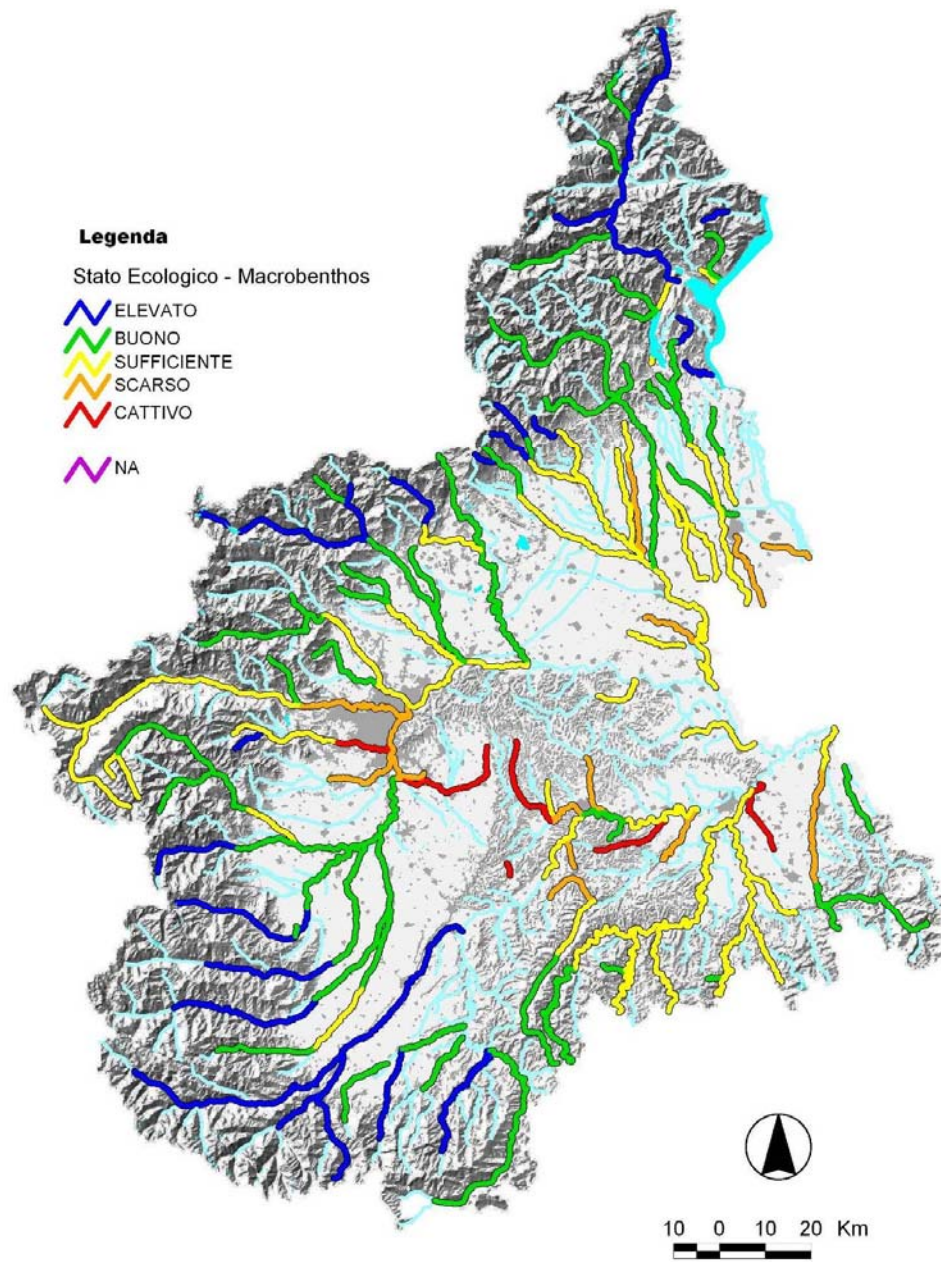 Legenda
Stato Ecologico - Macrobenthos
ELEVATO
BUONO
SUFFICIENTE
SCARSO
CATTIVO
NA
10 0 10 20 Km